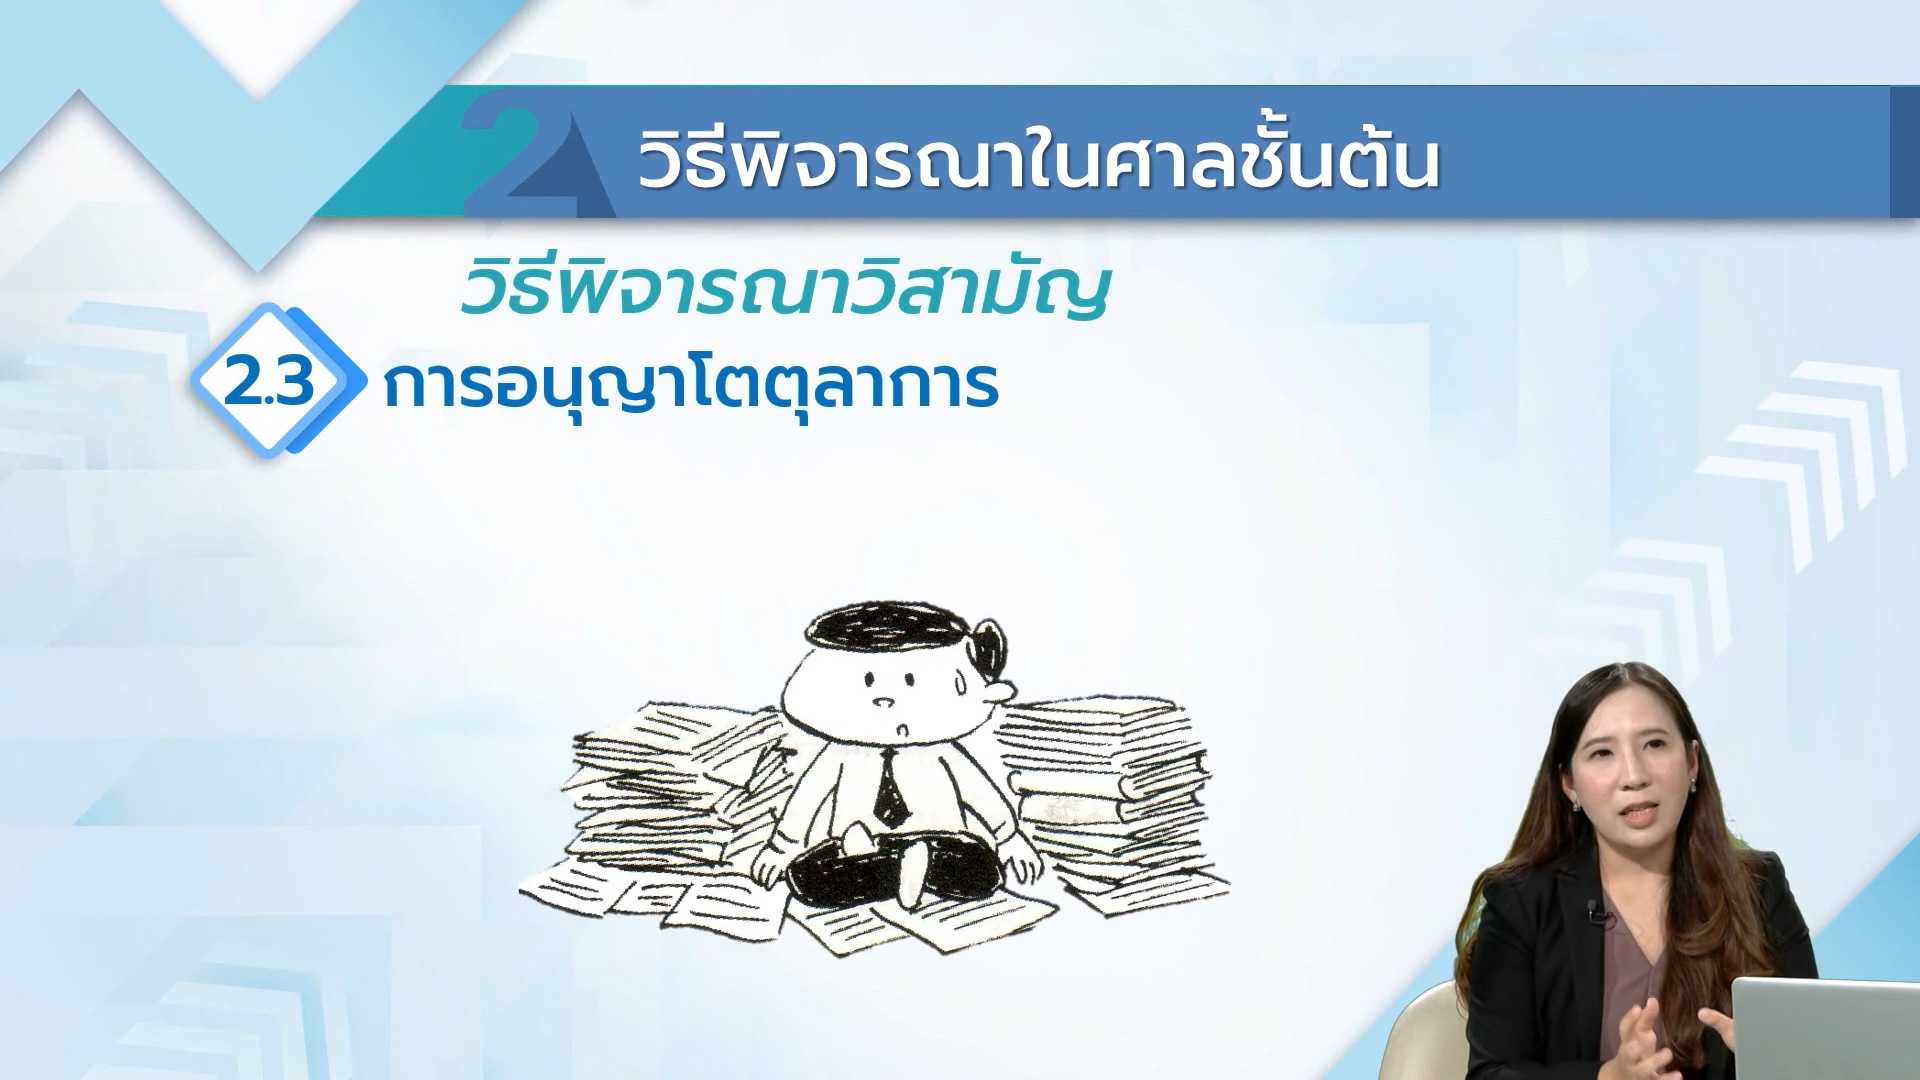 2 วิธีพิจารณาในศาลชั้นต้น
วิธีพิจารณาวิสามัญ
2.3 การอนุญาโตตุลาการ